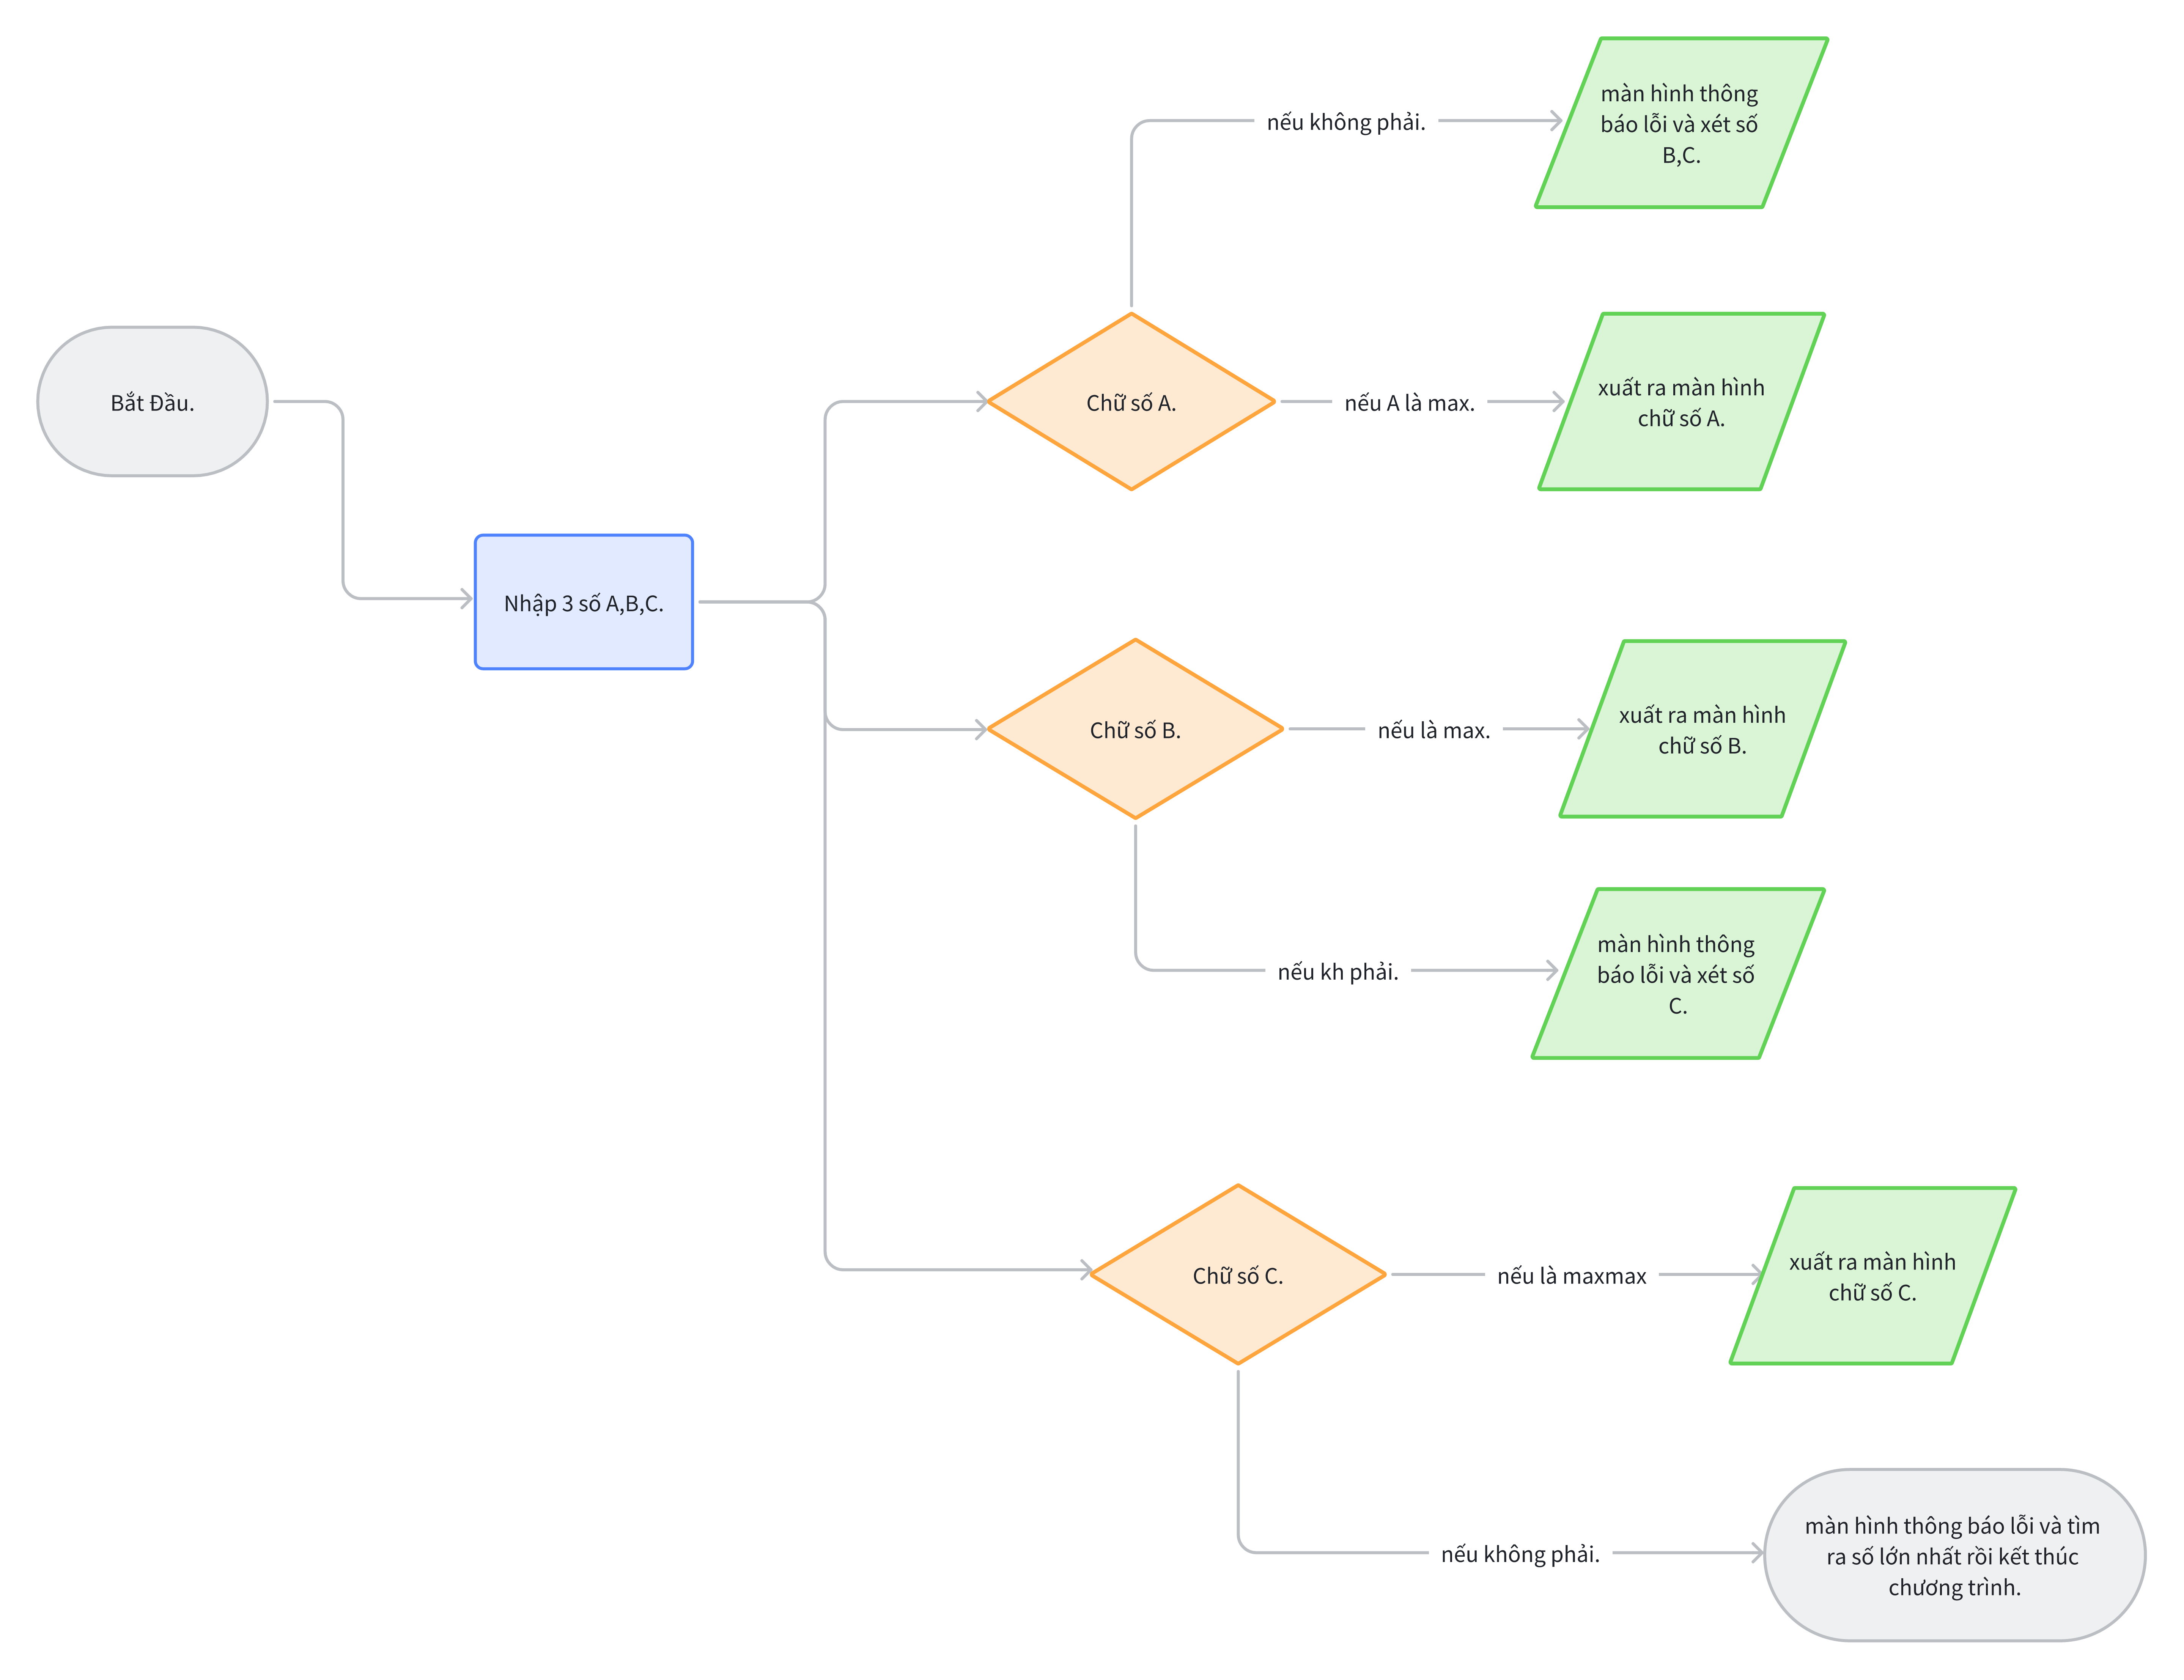 màn hình thông
báo lỗi và xét số
B,C.
nếu không phải.
Bắt Đầu.
Chữ số A.
nếu A là max.
xuất ra màn hình
chữ số A.
Nhập 3 số A,B,C.
Chữ số B.
nếu là max.
xuất ra màn hình
chữ số B.
màn hình thông
báo lỗi và xét số
C.
nếu kh phải.
Chữ số C.
nếu là maxmax
xuất ra màn hình
chữ số C.
nếu không phải.
màn hình thông báo lỗi và tìm
ra số lớn nhất rồi kết thúc
chương trình.